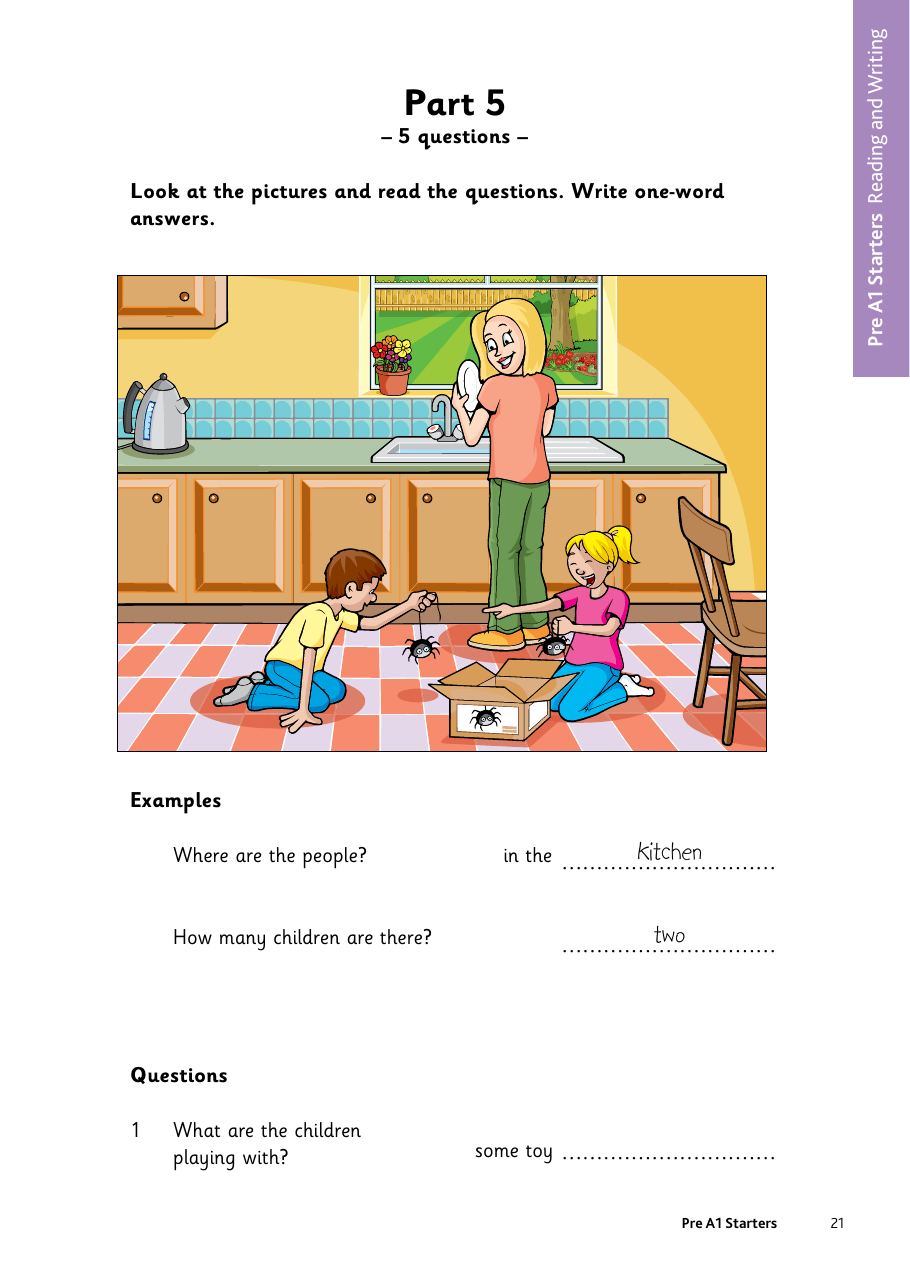 Pre A1 Starters Reading and Writing
Part 5
– 5 questions –
Look at the pictures and read the questions. Write one-word
answers.
Examples
Where are the people? in the kitchen
How many children are there? two
Questions
1 What are the children
playing with? some toy ...............................
Pre A1 Starters 21